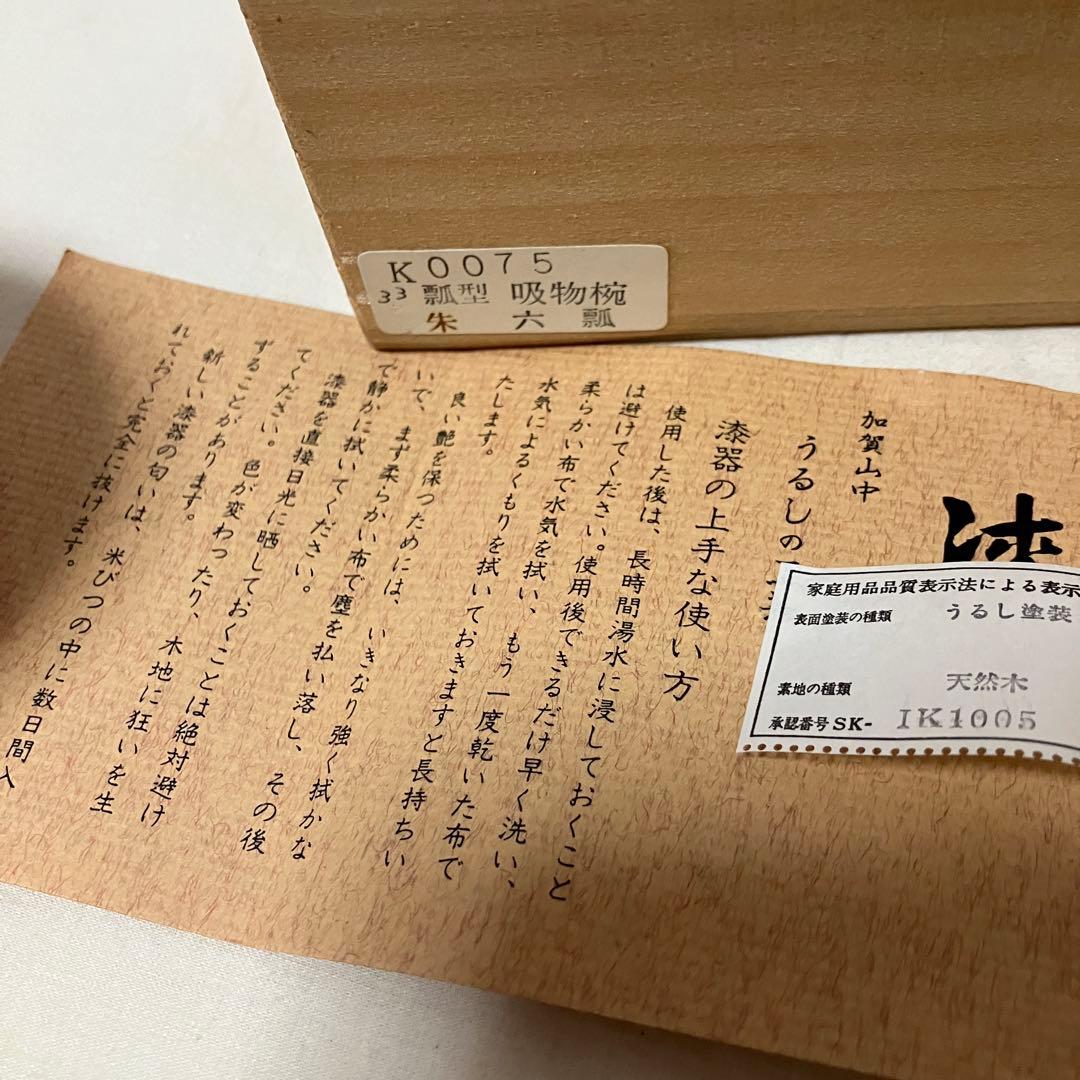 K0075
33 瓢型 吸物椀
朱 六 瓢
加賀山中
うるしの
漆器の上手な使い方
使用した後は、長時間湯水に浸しておくこと
は避けてください。使用後できるだけ早く洗い、
柔らかい布で水気を拭い、もう一度乾いた布で
水気によるくもりを拭いておきますと長持ちい
たします。
良い艶を保つためには、いきなり強く拭かな
いで、まず柔らかい布で塵を払い落し、その後
で静かに拭いてください。
漆器を直接日光に晒しておくことは絶対避け
てください。色が変わつたり、木地に狂いを生
ずることがあります。
新しい漆器の匂いは、米びつの中に数日間入
れておくと完全に抜けます。
家庭用品品質表示法による表示
表面塗装の種類 うるし塗装
素地の種類 天然木
承認番号SK- IK1005